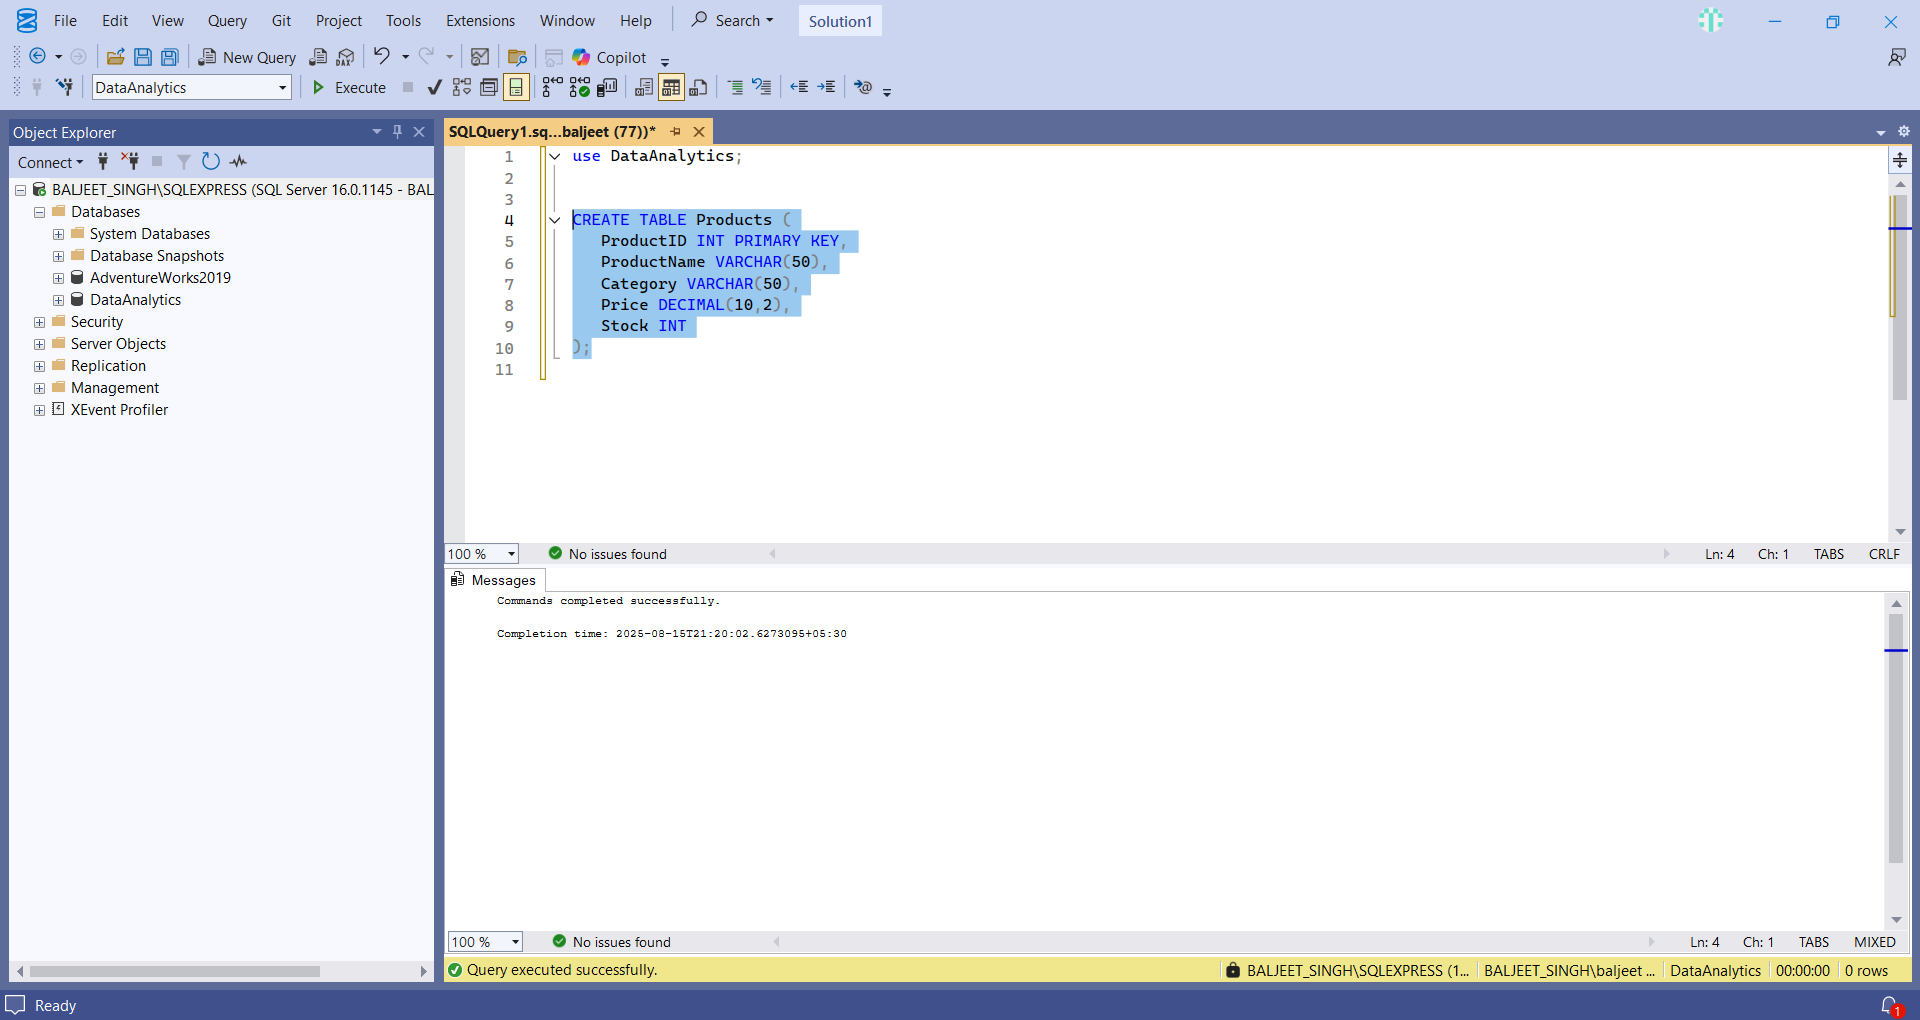 File Edit View Query Git Project Tools Extensions Window Help Search Solution1
New Query DAX Copilot
DataAnalytics Execute
Object Explorer
Connect
BALJEET_SINGH\SQLEXPRESS (SQL Server 16.0.1145 - BAL
Databases
System Databases
Database Snapshots
AdventureWorks2019
DataAnalytics
Security
Server Objects
Replication
Management
XEvent Profiler
SQLQuery1.sq...baljeet (77))*
1 use DataAnalytics;
2
3
4 CREATE TABLE Products (
5 ProductID INT PRIMARY KEY,
6 ProductName VARCHAR(50),
7 Category VARCHAR(50),
8 Price DECIMAL(10,2),
9 Stock INT
10 );
11
100 % No issues found Ln: 4 Ch: 1 TABS CRLF
Messages
Commands completed successfully.
Completion time: 2025-08-15T21:20:02.6273095+05:30
100 % No issues found Ln: 4 Ch: 1 TABS MIXED
Query executed successfully. BALJEET_SINGH\SQLEXPRESS (1... BALJEET_SINGH\baljeet ... DataAnalytics 00:00:00 0 rows
Ready 1